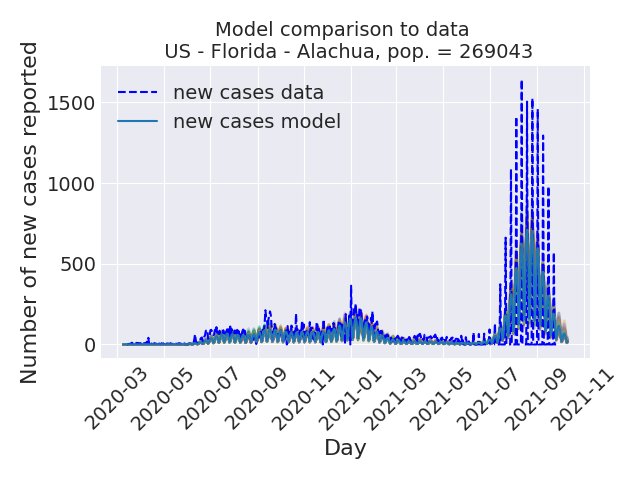 Model comparison to data
US - Florida - Alachua, pop. = 269043
Number of new cases reported
1500
1000
500
0
new cases data
new cases model
2020-03
2020-05
2020-07
2020-09
2020-11
2021-01
2021-03
2021-05
2021-07
2021-09
2021-11
Day